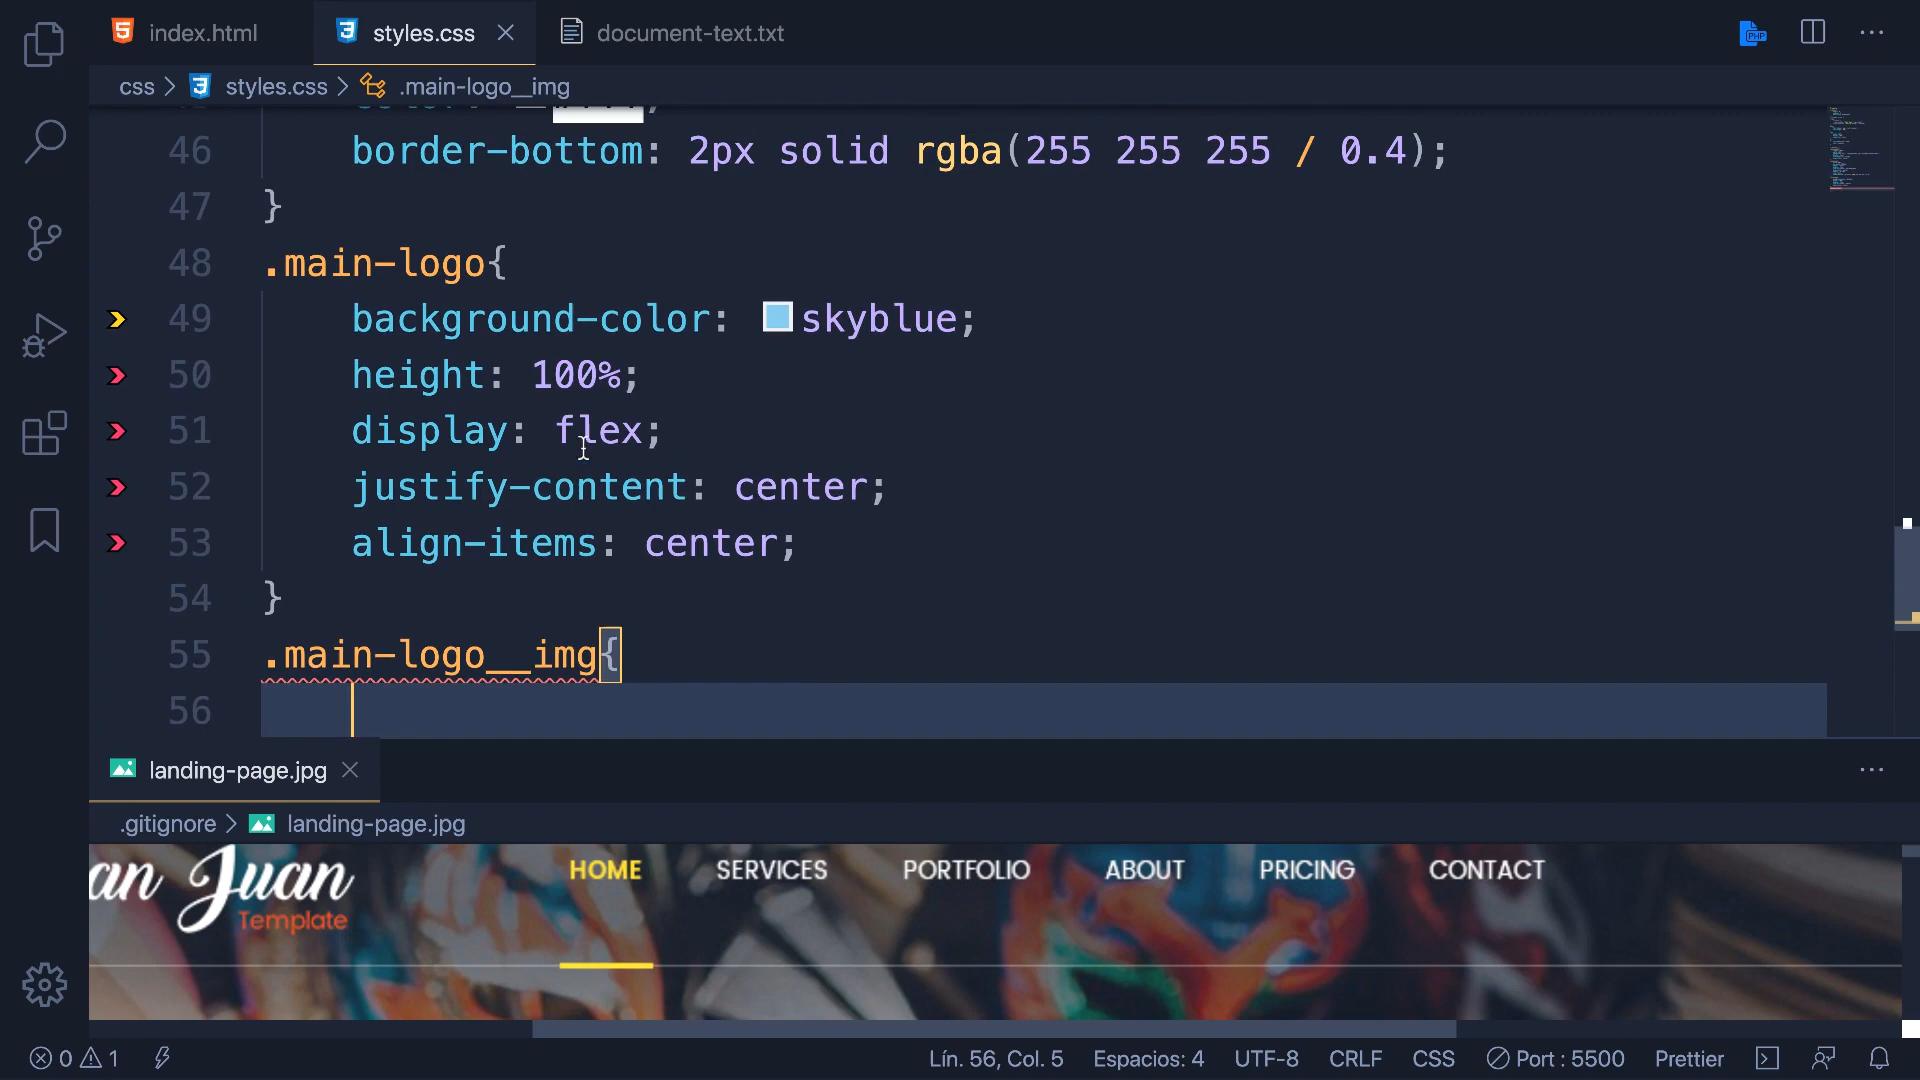 index.html
styles.css
document-text.txt
PHP
css > styles.css > .main-logo__img
46 border-bottom: 2px solid rgba(255 255 255 / 0.4);
47 }
48 .main-logo{
49 background-color: skyblue;
50 height: 100%;
51 display: flex;
52 justify-content: center;
53 align-items: center;
54 }
55 .main-logo__img{
56
landing-page.jpg
.gitignore > landing-page.jpg
an Juan
Template
HOME SERVICES PORTFOLIO ABOUT PRICING CONTACT
0 1 Lín. 56, Col. 5 Espacios: 4 UTF-8 CRLF CSS Port : 5500 Prettier